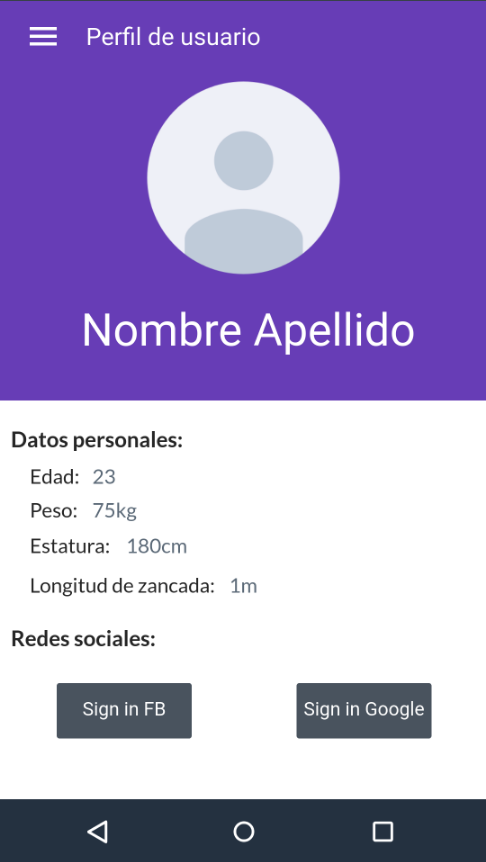 Perfil de usuario
Nombre Apellido
Datos personales:
Edad: 23
Peso: 75kg
Estatura: 180cm
Longitud de zancada: 1m
Redes sociales:
Sign in FB Sign in Google